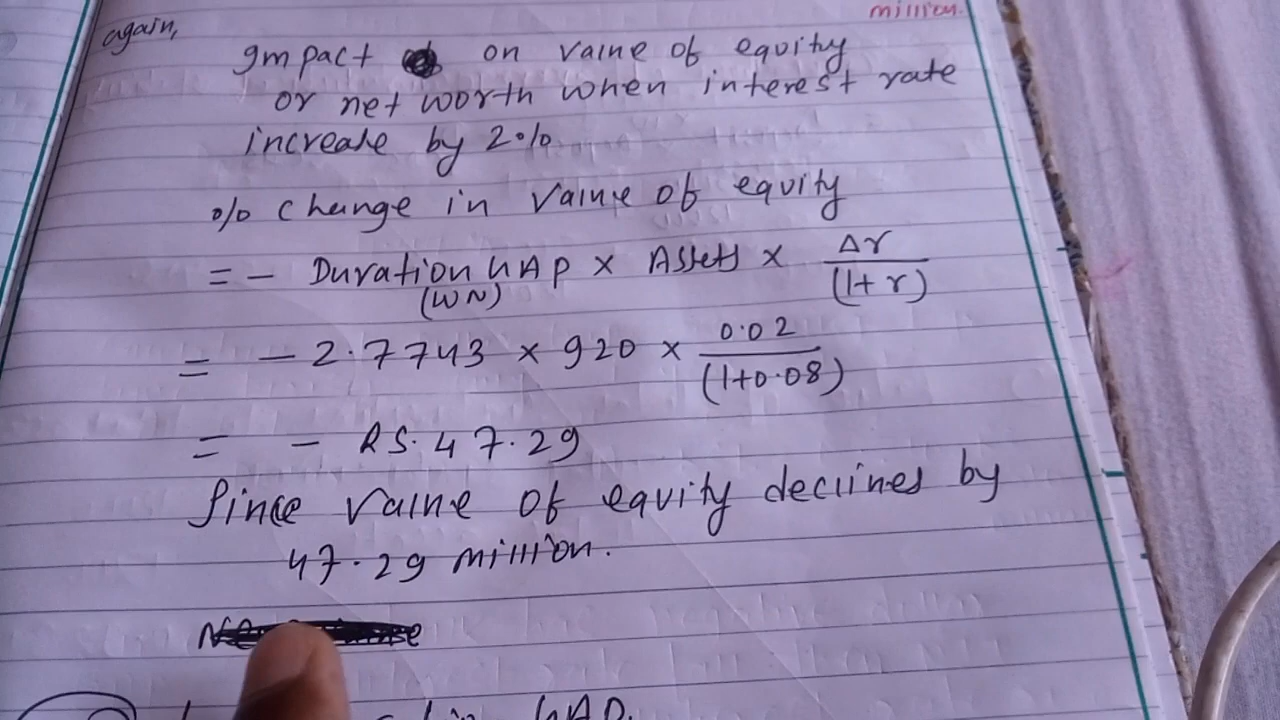 million.
again,
Impact on value of equity
or net worth when interest rate
increase by 2%
% change in value of equity
= - Duration GAP × Assets × Δr/(1+r)
(WN)
= - 2.7743 × 920 × 0.02/(1+0.08)
= - RS. 47.29
Since value of equity declines by
47.29 million.
GAP.